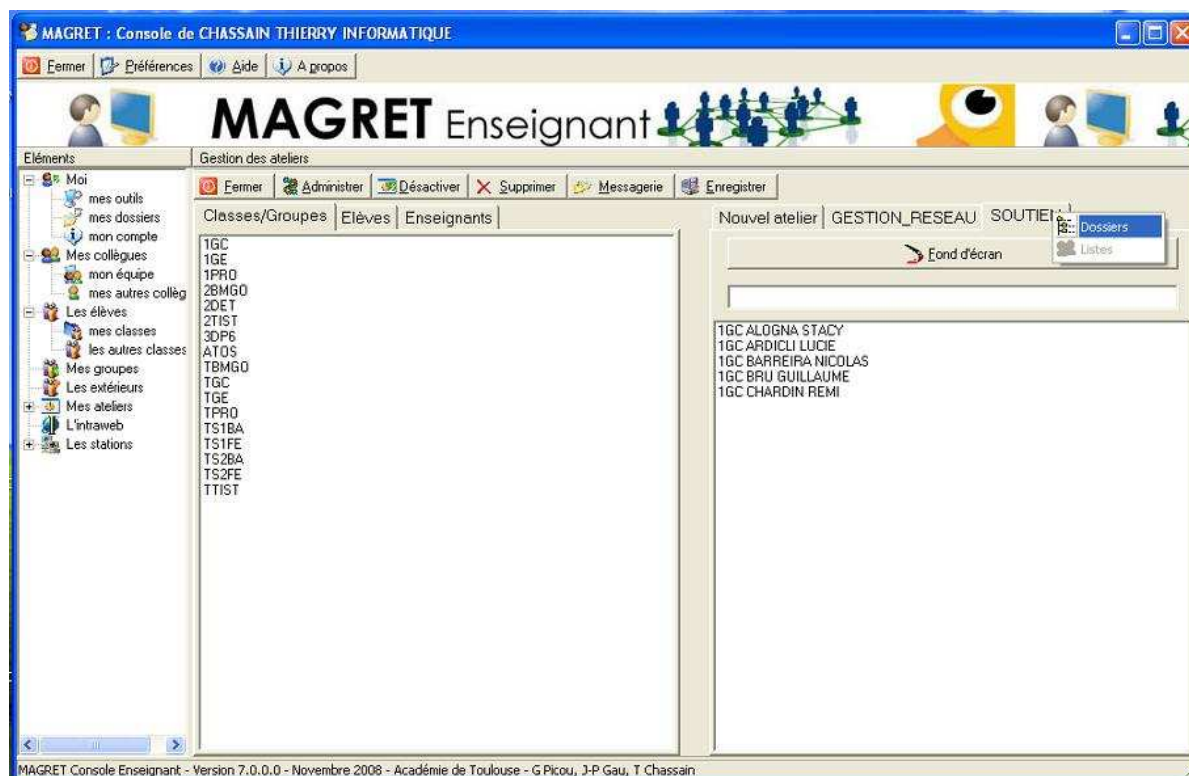 MAGRET : Console de CHASSAIN THIERRY INFORMATIQUE
Fermer Préférences Aide A propos
MAGRET Enseignant
Eléments
Moi
mes outils
mes dossiers
mon compte
Mes collègues
mon équipe
mes autres collèg
Les élèves
mes classes
les autres classes
Mes groupes
Les extérieurs
Mes ateliers
L'intraweb
Les stations
Gestion des ateliers
Fermer Administrer Désactiver Supprimer Messagerie Enregistrer
Classes/Groupes Elèves Enseignants
1GC
1GE
1PRO
2BMGO
2DET
2TIST
3DP6
ATOS
TBMGO
TGC
TGE
TPRO
TS1BA
TS1FE
TS2BA
TS2FE
TTIST
Nouvel atelier GESTION_RESEAU SOUTIEN
Dossiers
Listes
Fond d'écran
1GC ALOGNA STACY
1GC ARDICLI LUCIE
1GC BARREIRA NICOLAS
1GC BRU GUILLAUME
1GC CHARDIN REMI
MAGRET Console Enseignant - Version 7.0.0.0 - Novembre 2008 - Académie de Toulouse - G Picou, J-P Gau, T Chassain